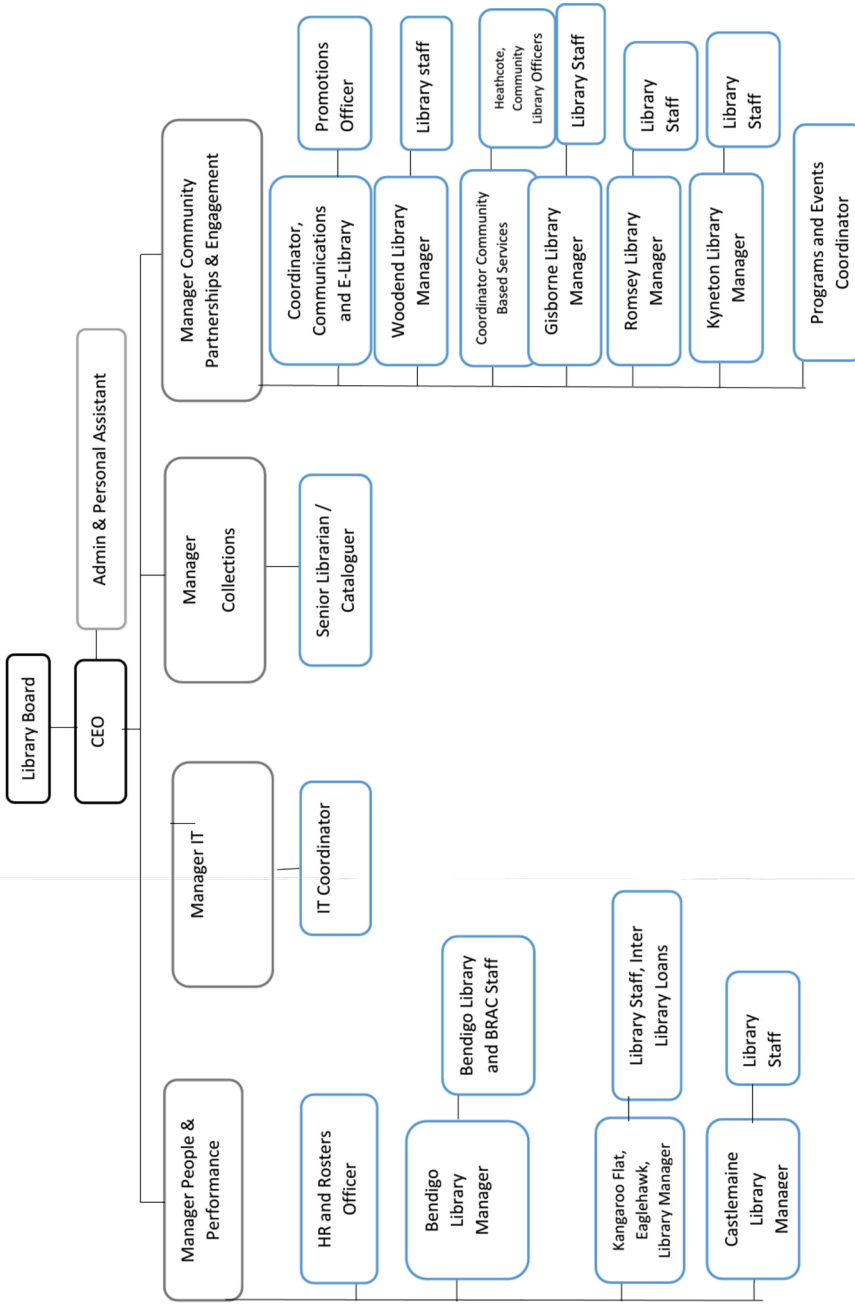 Library Board
CEO
Admin & Personal Assistant
Manager People &
Performance
Manager IT
Manager
Collections
Manager Community
Partnerships & Engagement
HR and Rosters
Officer
Bendigo
Library
Manager
Bendigo Library
and BRAC Staff
Kangaroo Flat,
Eaglehawk,
Library Manager
Library Staff, Inter
Library Loans
Castlemaine
Library
Manager
Library
Staff
IT Coordinator
Senior Librarian /
Cataloguer
Coordinator,
Communications
and E-Library
Promotions
Officer
Woodend Library
Manager
Library staff
Coordinator Community
Based Services
Heathcote,
Community
Library Officers
Gisborne Library
Manager
Library Staff
Romsey Library
Manager
Library
Staff
Kyneton Library
Manager
Library
Staff
Programs and Events
Coordinator